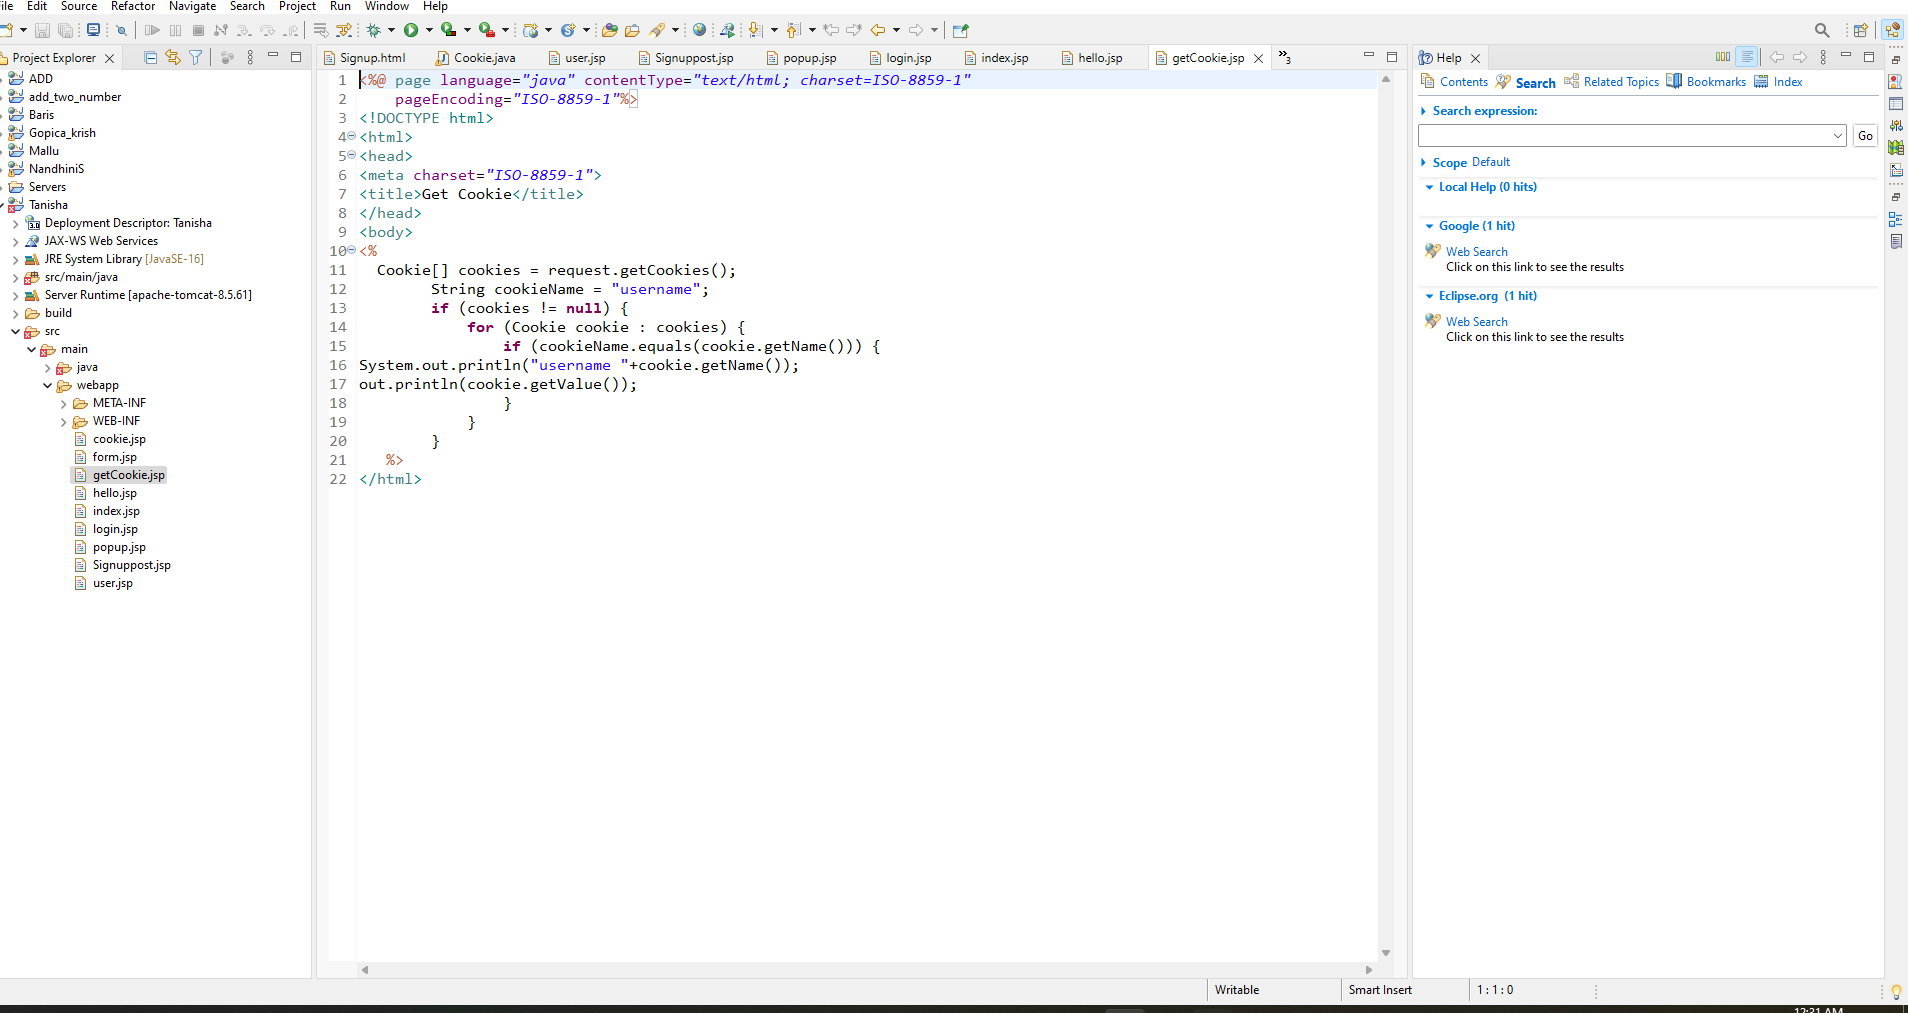 File Edit Source Refactor Navigate Search Project Run Window Help
Project Explorer
ADD
add_two_number
Baris
Gopica_krish
Mallu
NandhiniS
Servers
Tanisha
3.0 Deployment Descriptor: Tanisha
JAX-WS Web Services
JRE System Library [JavaSE-16]
src/main/java
Server Runtime [apache-tomcat-8.5.61]
build
src
main
java
webapp
META-INF
WEB-INF
cookie.jsp
form.jsp
getCookie.jsp
hello.jsp
index.jsp
login.jsp
popup.jsp
Signuppost.jsp
user.jsp
Signup.html Cookie.java user.jsp Signuppost.jsp popup.jsp login.jsp index.jsp hello.jsp getCookie.jsp »3
1 <%@ page language="java" contentType="text/html; charset=ISO-8859-1"
2     pageEncoding="ISO-8859-1"%>
3 <!DOCTYPE html>
4 <html>
5 <head>
6 <meta charset="ISO-8859-1">
7 <title>Get Cookie</title>
8 </head>
9 <body>
10 <%
11   Cookie[] cookies = request.getCookies();
12         String cookieName = "username";
13         if (cookies != null) {
14             for (Cookie cookie : cookies) {
15                 if (cookieName.equals(cookie.getName())) {
16 System.out.println("username "+cookie.getName());
17 out.println(cookie.getValue());
18                 }
19             }
20         }
21    %>
22 </html>
Help
Contents Search Related Topics Bookmarks Index
Search expression:
Go
Scope Default
Local Help (0 hits)
Google (1 hit)
Web Search
Click on this link to see the results
Eclipse.org (1 hit)
Web Search
Click on this link to see the results
Writable Smart Insert 1 : 1 : 0
12:31 AM